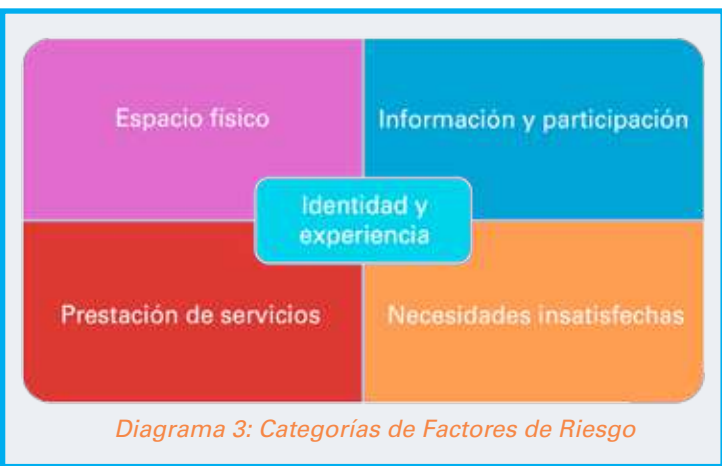 Espacio físico
Información y participación
Identidad y
experiencia
Prestación de servicios
Necesidades insatisfechas
Diagrama 3: Categorías de Factores de Riesgo